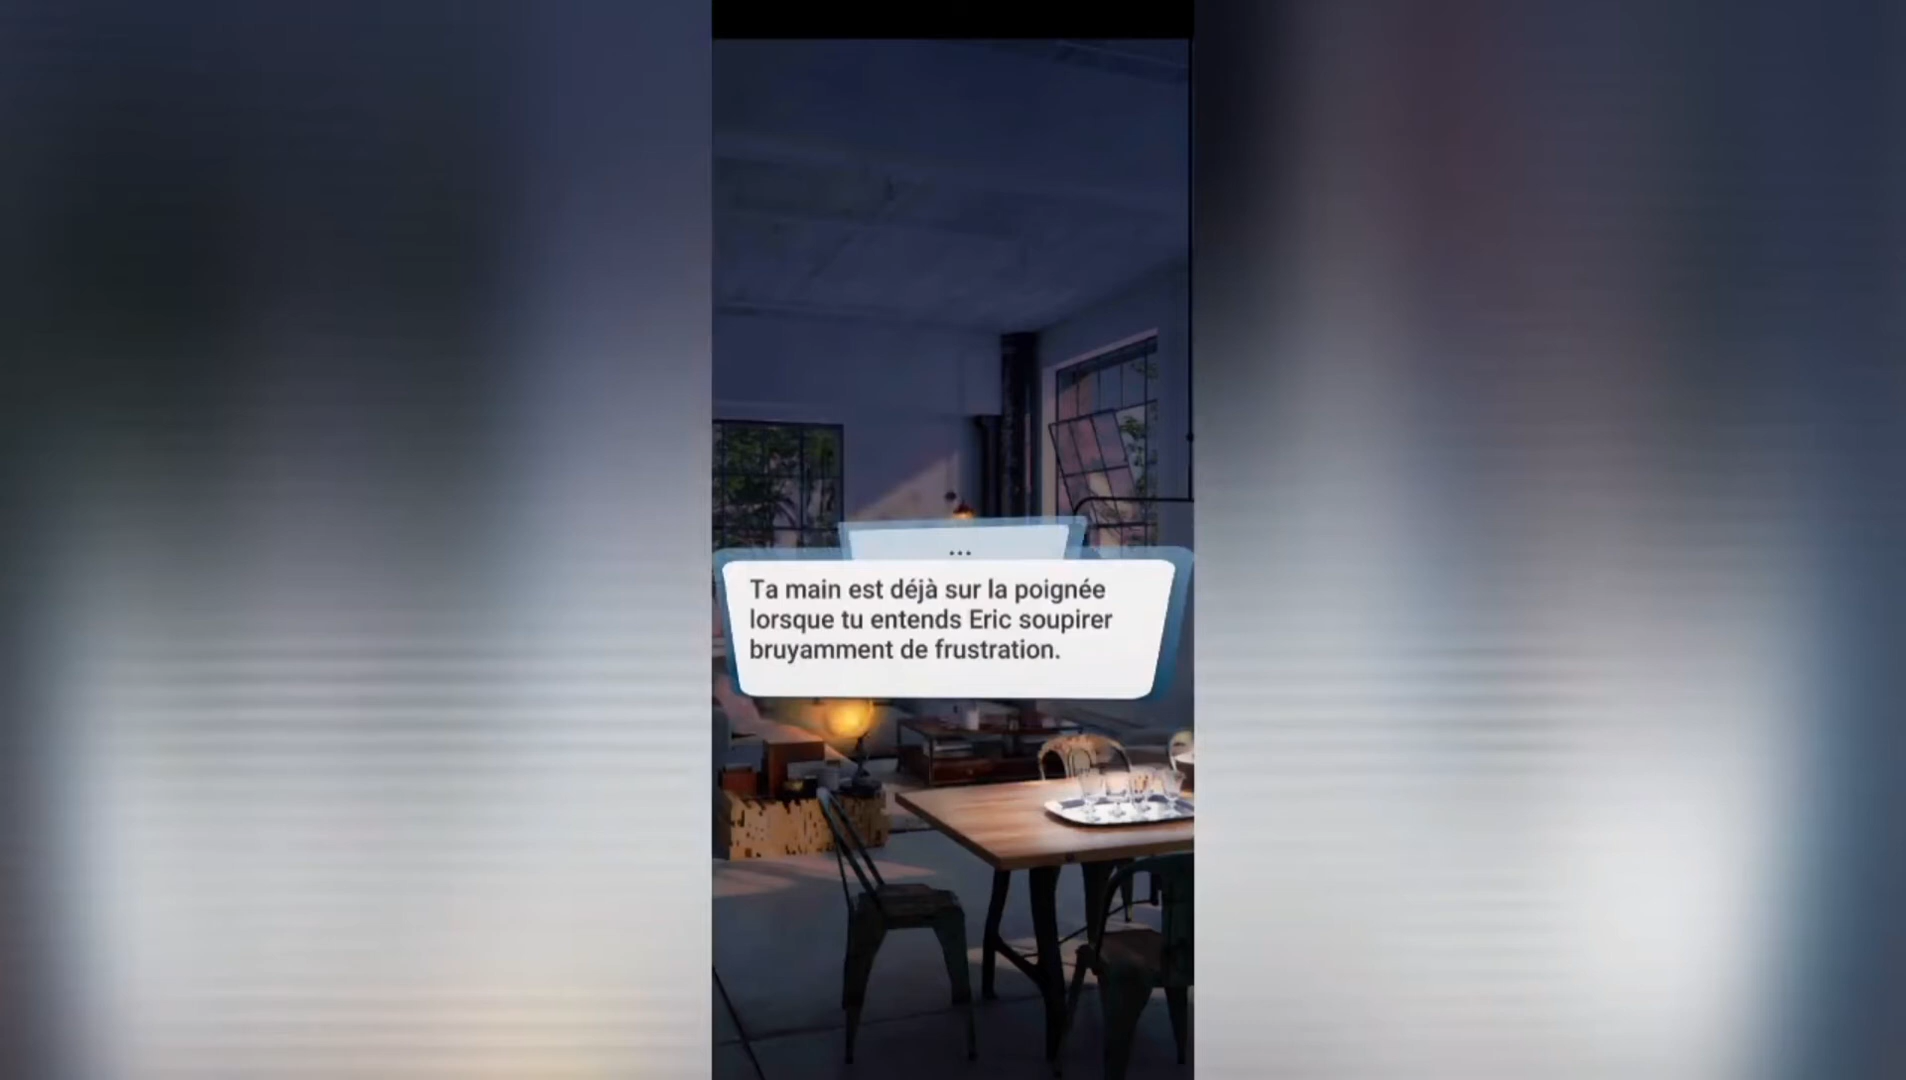 ...
Ta main est déjà sur la poignée
lorsque tu entends Eric soupirer
bruyamment de frustration.